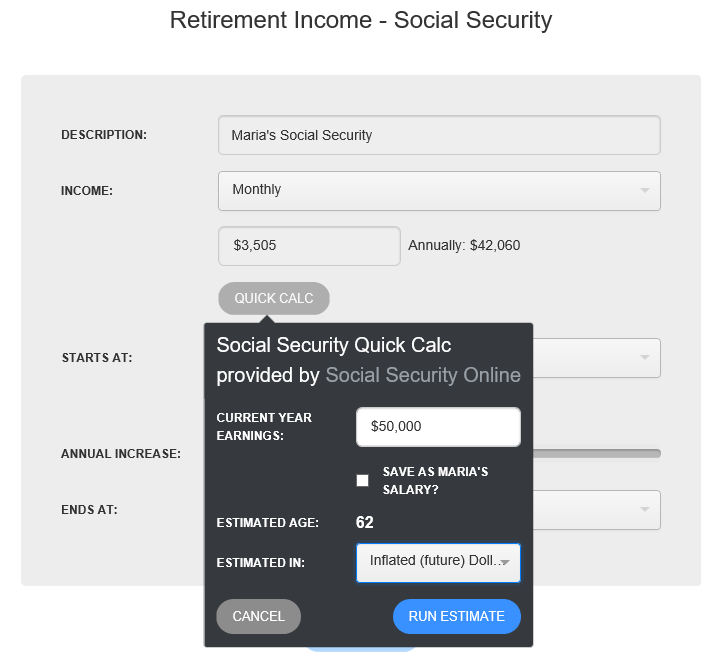 Retirement Income - Social Security
DESCRIPTION:
Maria's Social Security
INCOME:
Monthly
$3,505
Annually: $42,060
QUICK CALC
STARTS AT:
ANNUAL INCREASE:
ENDS AT:
Social Security Quick Calc
provided by Social Security Online
CURRENT YEAR
EARNINGS:
$50,000
SAVE AS MARIA'S
SALARY?
ESTIMATED AGE:
62
ESTIMATED IN:
Inflated (future) Doll...
CANCEL
RUN ESTIMATE